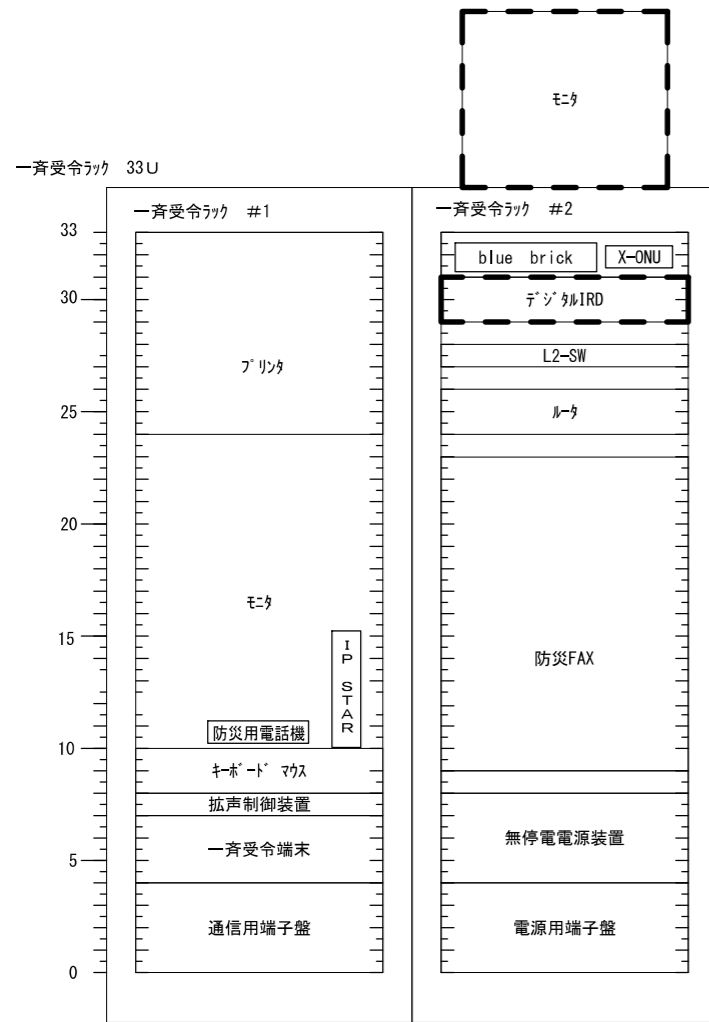 モニタ
一斉受令ラック 33U
一斉受令ラック #1
一斉受令ラック #2
33
blue brick
X-ONU
30
デジタルIRD
L2-SW
プリンタ
25
ルータ
20
モニタ
15
IP STAR
防災FAX
防災用電話機
10
キーボード マウス
拡声制御装置
一斉受令端末
無停電電源装置
5
通信用端子盤
電源用端子盤
0